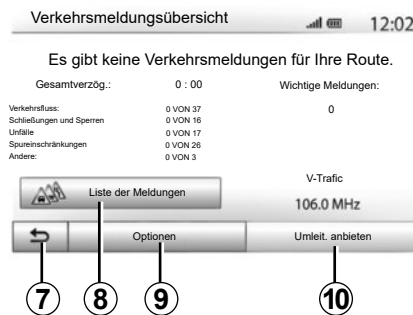 Verkehrsmeldungsübersicht 12:02
Es gibt keine Verkehrsmeldungen für Ihre Route.
Gesamtverzög.: 0 : 00 Wichtige Meldungen:
Verkehrsfluss: 0 VON 37 0
Schließungen und Sperren 0 VON 16
Unfälle 0 VON 17
Spureinschränkungen 0 VON 26
Andere: 0 VON 3
V-Trafic
Liste der Meldungen
106.0 MHz
Optionen Umleit. anbieten
7 8 9 10